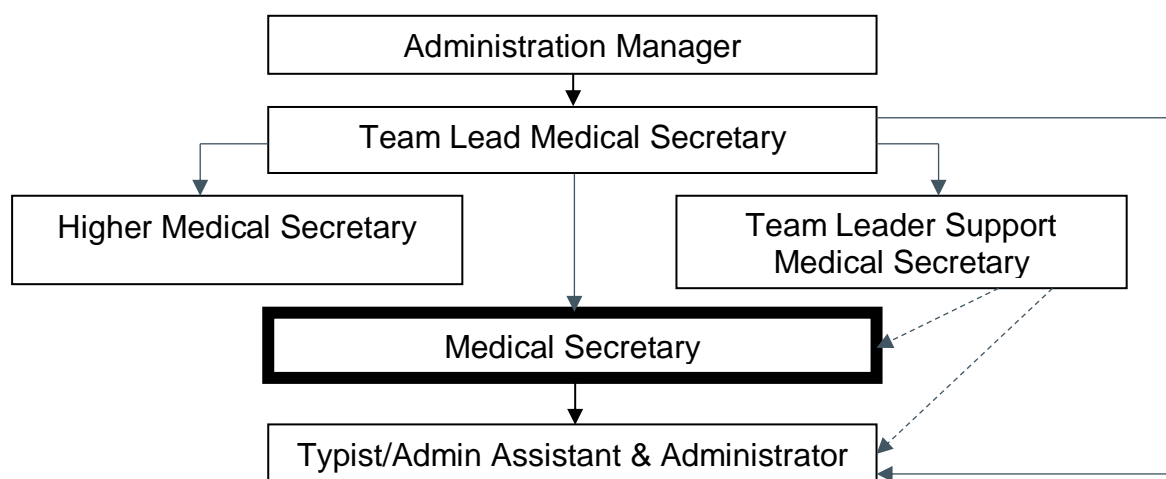 Administration Manager
Team Lead Medical Secretary
Higher Medical Secretary
Team Leader Support
Medical Secretary
Medical Secretary
Typist/Admin Assistant & Administrator